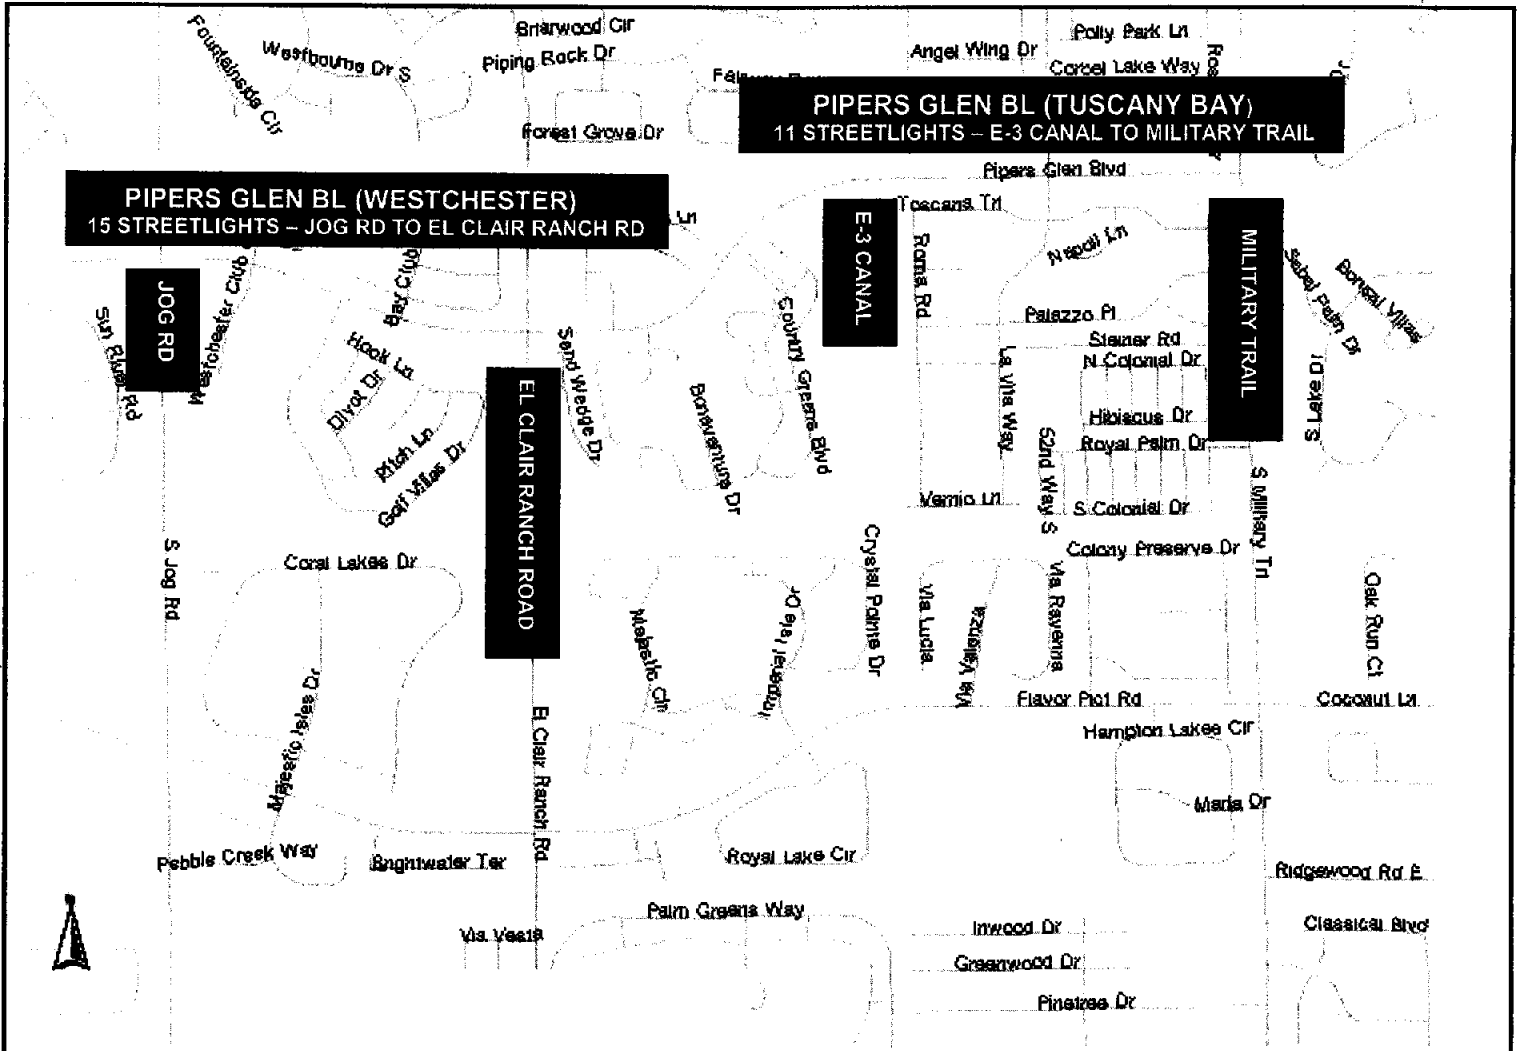 Fountainside Cir
Westbourne Dr S
Briarwood Cir
Piping Rock Dr
Forest Grove Dr
Angel Wing Dr
Polly Park Ln
Corbel Lake Way
PIPERS GLEN BL (TUSCANY BAY)
11 STREETLIGHTS – E-3 CANAL TO MILITARY TRAIL
Pipers Glen Blvd
PIPERS GLEN BL (WESTCHESTER)
15 STREETLIGHTS – JOG RD TO EL CLAIR RANCH RD
Ln
Toscana Trl
E-3 CANAL
MILITARY TRAIL
Roma Rd
Napoli Ln
Sabal Palm Dr
Bonsai Villas
JOG RD
Sun River Rd
Westchester Club
Bay Club
Hook Ln
Divot Dr
Pitch Ln
Golf Villas Dr
EL CLAIR RANCH ROAD
Sand Wedge Dr
Bonaventure Dr
Country Greens Blvd
Palazzo Pl
Steiner Rd
N Colonial Dr
La Vita Way
Hibiscus Dr
Royal Palm Dr
S Lake Dr
52nd Way S
Vernio Ln
S Colonial Dr
S Military Trl
Colony Preserve Dr
S Jog Rd
Coral Lakes Dr
Crystal Pointe Dr
Via Lucia
Via Valenza
Via Ravenna
Oak Run Ct
Majestic Cir
Imperial Isle Dr
Majestic Isles Dr
Flavor Pict Rd
Coconut Ln
Hampton Lakes Cir
El Clair Ranch Rd
Maria Dr
Pebble Creek Way
Brightwater Ter
Royal Lake Cir
Ridgewood Rd E
Palm Greens Way
Via Vesta
Inwood Dr
Classical Blvd
Greenwood Dr
Pinetree Dr